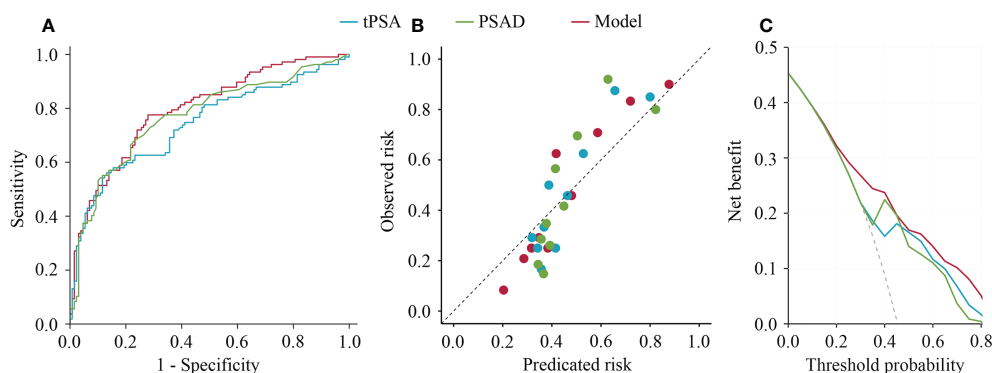 A
tPSA
PSAD
Model
B
C
Sensitivity
1.0
0.8
0.6
0.4
0.2
0.0
0.0 0.2 0.4 0.6 0.8 1.0
1 - Specificity
Observed risk
1.0
0.8
0.6
0.4
0.2
0.0
0.0 0.2 0.4 0.6 0.8 1.0
Predicated risk
Net benefit
0.5
0.4
0.3
0.2
0.1
0.0
0.0 0.2 0.4 0.6 0.8
Threshold probability